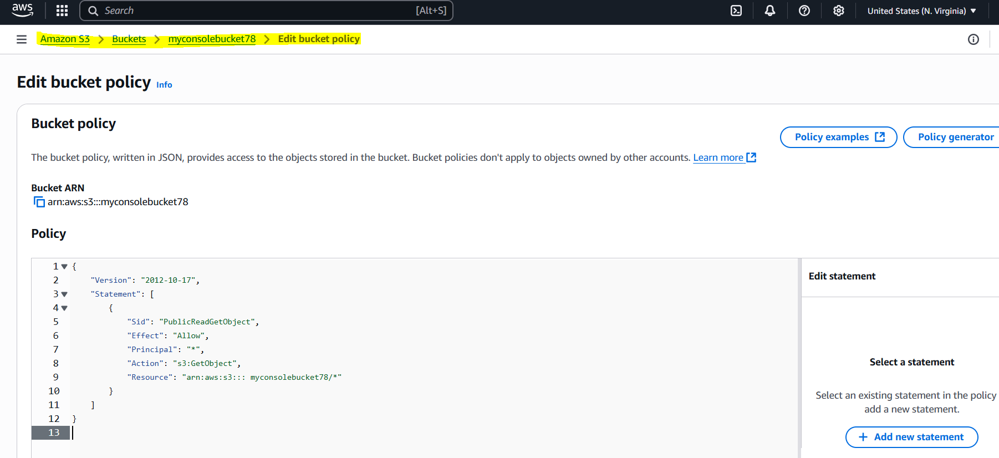 aws
Search [Alt+S]
United States (N. Virginia)
Amazon S3 > Buckets > myconsolebucket78 > Edit bucket policy
Edit bucket policy Info
Bucket policy
Policy examples
Policy generator
The bucket policy, written in JSON, provides access to the objects stored in the bucket. Bucket policies don't apply to objects owned by other accounts. Learn more
Bucket ARN
arn:aws:s3:::myconsolebucket78
Policy
1 {
2 "Version": "2012-10-17",
3 "Statement": [
4 {
5 "Sid": "PublicReadGetObject",
6 "Effect": "Allow",
7 "Principal": "*",
8 "Action": "s3:GetObject",
9 "Resource": "arn:aws:s3::: myconsolebucket78/*"
10 }
11 ]
12 }
13
Edit statement
Select a statement
Select an existing statement in the policy
add a new statement.
+ Add new statement